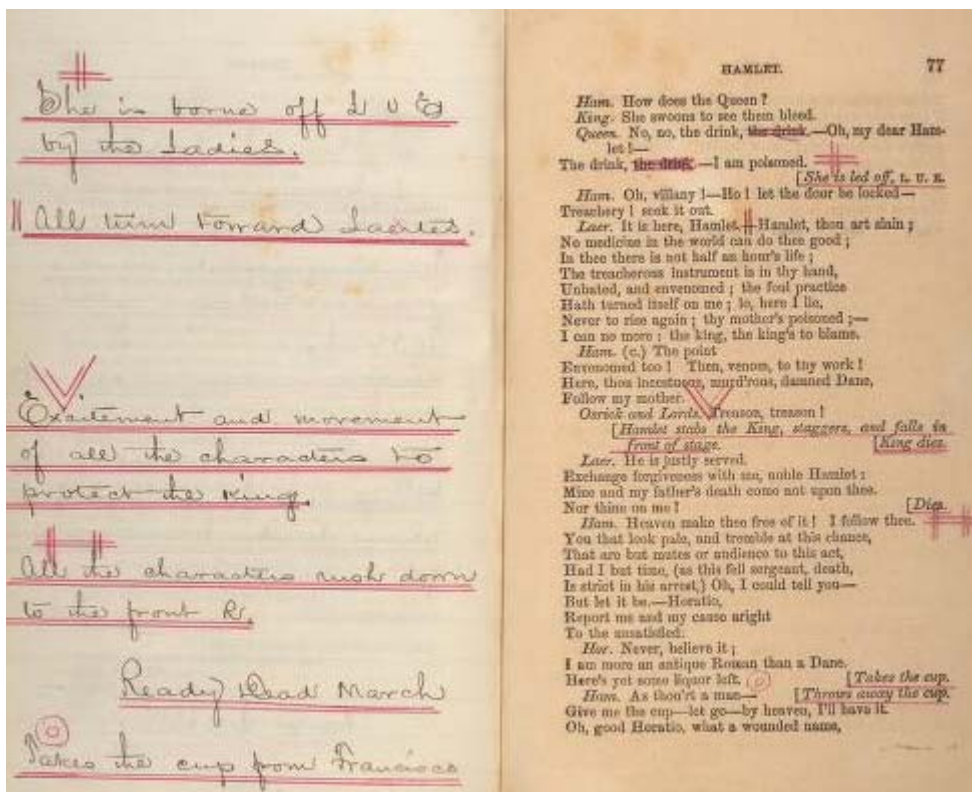 She is borne off L U E
by the Ladies.
All turn toward Laertes.
Excitement and movement
of all the characters to
protect the King.
All the characters rush down
to the front R.
Ready Dead March
Takes the cup from Francisco
HAMLET. 77
Ham. How does the Queen?
King. She swoons to see them bleed.
Queen. No, no, the drink, the drink.—Oh, my dear Ham-
let!—
The drink, the drink—I am poisoned.
[She is led off, L. U. E.
Ham. Oh, villany!—Ho! let the door be locked—
Treachery! seek it out.
Laer. It is here, Hamlet. Hamlet, thou art slain;
No medicine in the world can do thee good;
In thee there is not half an hour's life;
The treacherous instrument is in thy hand,
Unbated, and envenomed; the foul practice
Hath turned itself on me; lo, here I lie,
Never to rise again; thy mother's poisoned;—
I can no more: the king, the king's to blame.
Ham. (C.) The point
Envenomed too! Then, venom, to thy work!
Here, thou incestuous, murd'rous, damned Dane,
Follow my mother.
Osrick and Lords. Treason, treason!
[Hamlet stabs the King, staggers, and falls in
front of stage. [King dies.
Laer. He is justly served.
Exchange forgiveness with me, noble Hamlet:
Mine and my father's death come not upon thee.
Nor thine on me! [Dies.
Ham. Heaven make thee free of it! I follow thee.
You that look pale, and tremble at this chance,
That are but mutes or audience to this act,
Had I but time, (as this fell sergeant, death,
Is strict in his arrest,) Oh, I could tell you—
But let it be.—Horatio,
Report me and my cause aright
To the unsatisfied.
Hor. Never, believe it;
I am more an antique Roman than a Dane.
Here's yet some liquor left. [Takes the cup.
Ham. As thou'rt a man— [Throws away the cup.
Give me the cup—let go—by heaven, I'll have it.
Oh, good Horatio, what a wounded name,